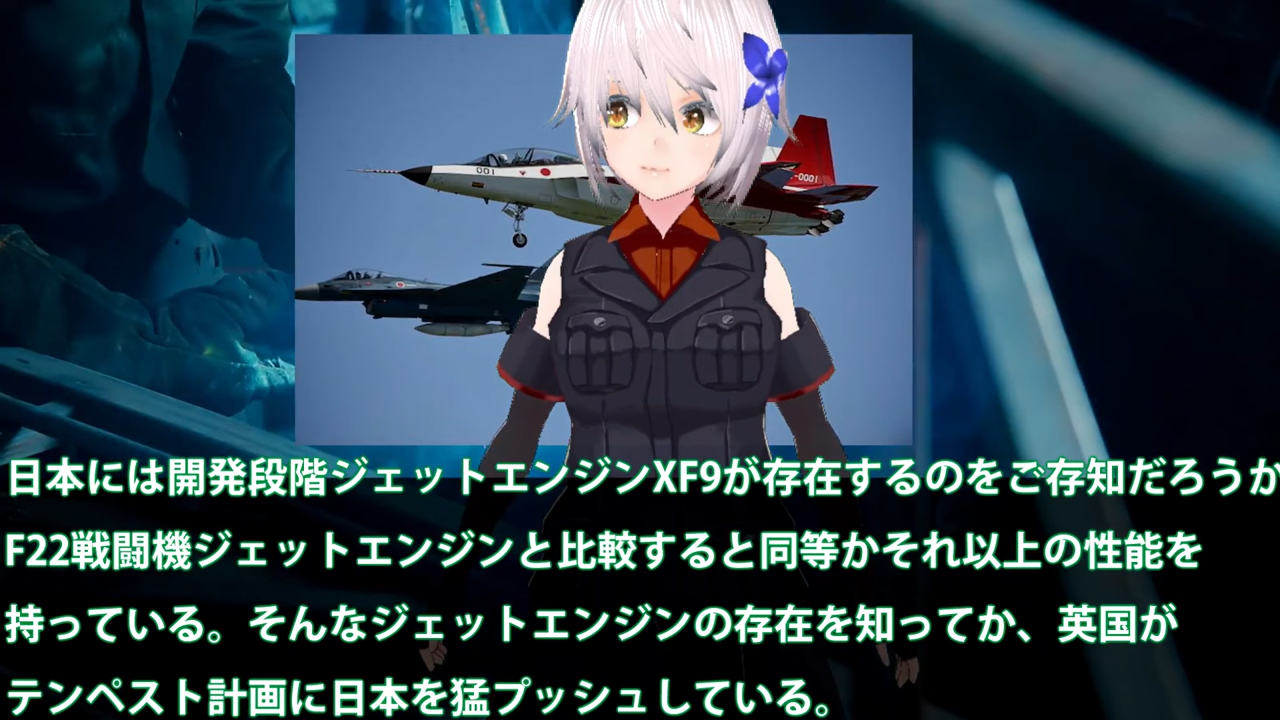 001
-0001
日本には開発段階ジェットエンジンXF9が存在するのをご存知だろうか
F22戦闘機ジェットエンジンと比較すると同等かそれ以上の性能を
持っている。そんなジェットエンジンの存在を知ってか、英国が
テンペスト計画に日本を猛プッシュしている。